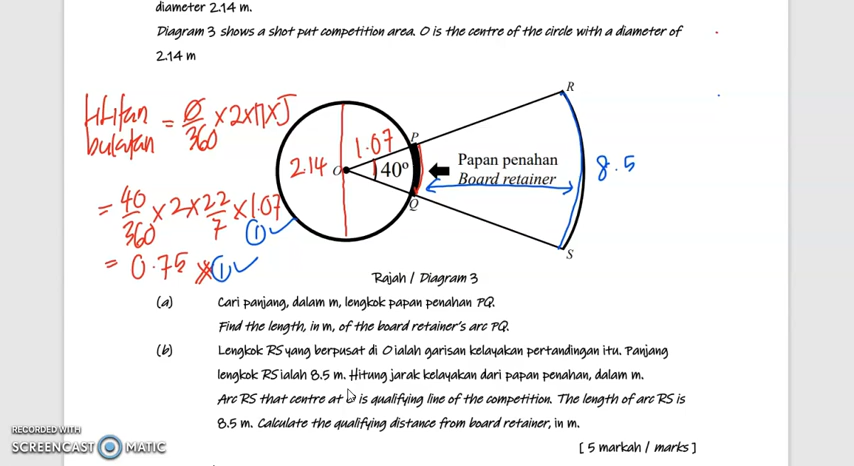 diameter 2.14 m.
Diagram 3 shows a shot put competition area. O is the centre of the circle with a diameter of
2.14 m
Lilitan bulatan = θ/360 × 2 × π × J
= 40/360 × 2 × 22/7 × 1.07 ① ✓
= 0.75 ① ✓
2.14
1.07
O
40º
P
Q
R
S
Papan penahan
Board retainer
8.5
Rajah / Diagram 3
(a) Cari panjang, dalam m, lengkok papan penahan PQ.
Find the length, in m, of the board retainer's arc PQ.
(b) Lengkok RS yang berpusat di O ialah garisan kelayakan pertandingan itu. Panjang
lengkok RS ialah 8.5 m. Hitung jarak kelayakan dari papan penahan, dalam m.
Arc RS that centre at O is qualifying line of the competition. The length of arc RS is
8.5 m. Calculate the qualifying distance from board retainer, in m.
[ 5 markah / marks ]
RECORDED WITH
SCREENCAST O MATIC